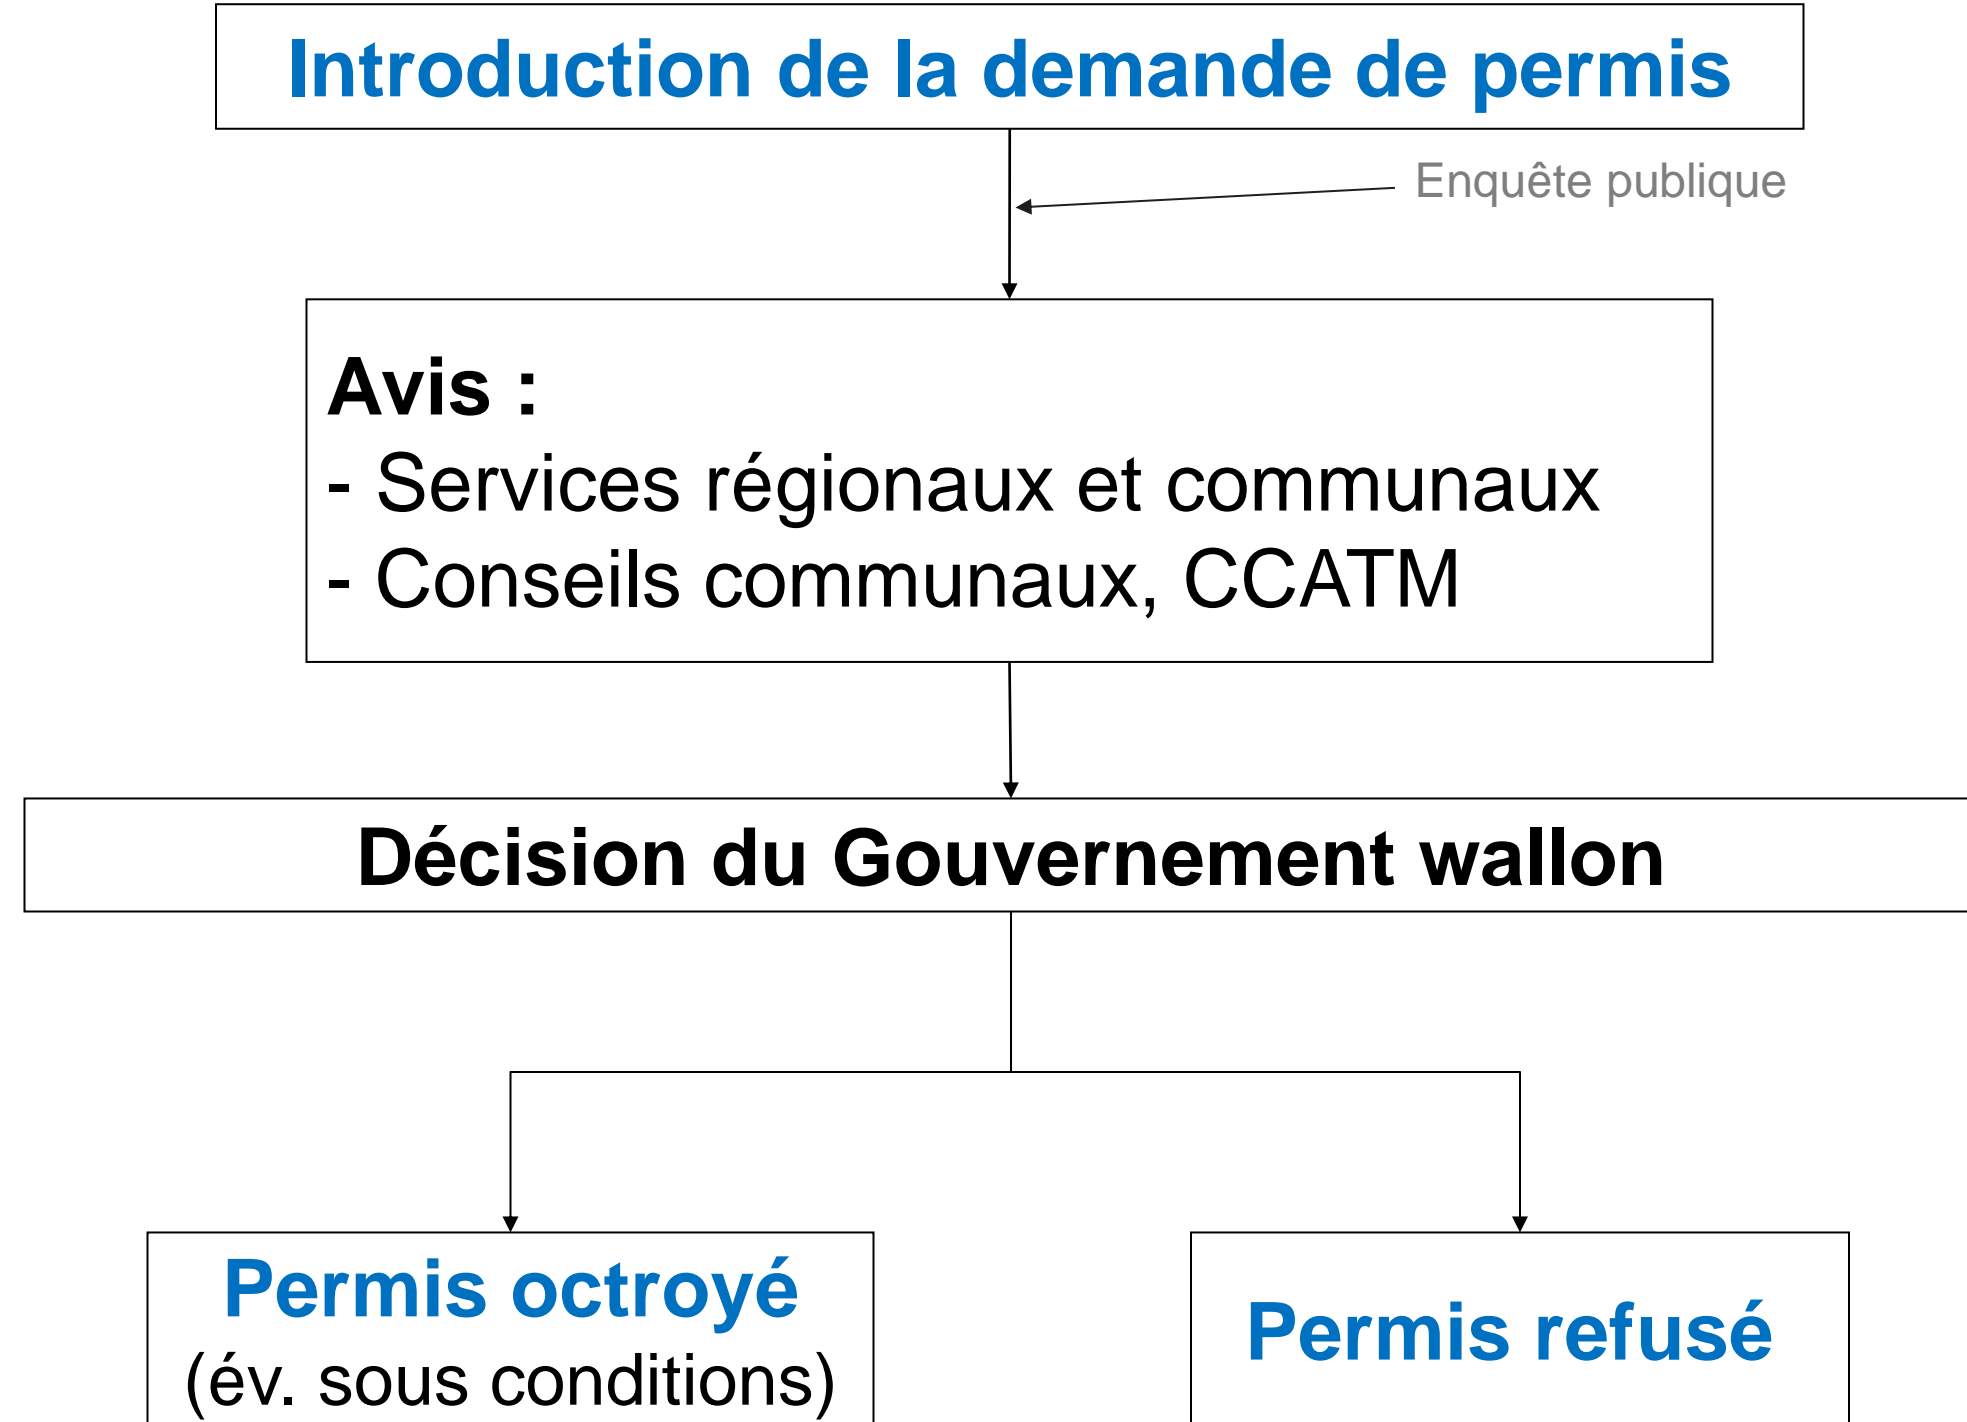 Introduction de la demande de permis
Enquête publique
Avis :
- Services régionaux et communaux
- Conseils communaux, CCATM
Décision du Gouvernement wallon
Permis octroyé
(év. sous conditions)
Permis refusé